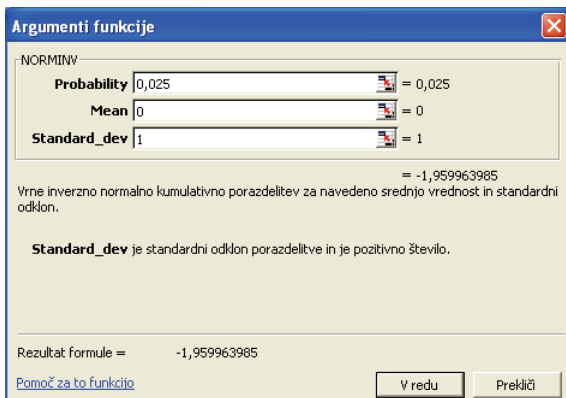 Argumenti funkcije
NORMINV
Probability 0,025 = 0,025
Mean 0 = 0
Standard_dev 1 = 1
= -1,959963985
Vrne inverzno normalno kumulativno porazdelitev za navedeno srednjo vrednost in standardni
odklon.
Standard_dev je standardni odklon porazdelitve in je pozitivno število.
Rezultat formule = -1,959963985
Pomoč za to funkcijo V redu Prekliči